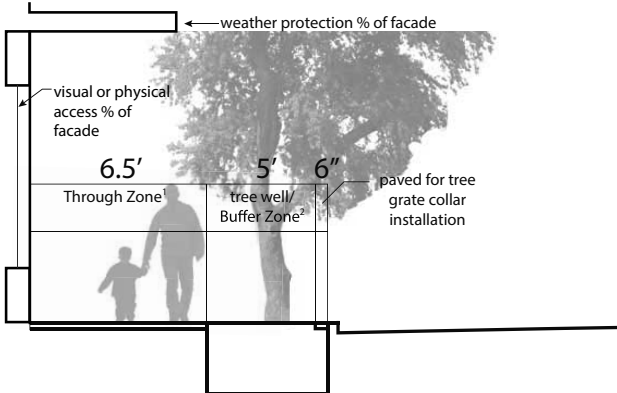 weather protection % of facade
visual or physical
access % of
facade
6.5’
5’
6”
Through Zone¹
tree well/
Buffer Zone²
paved for tree
grate collar
installation